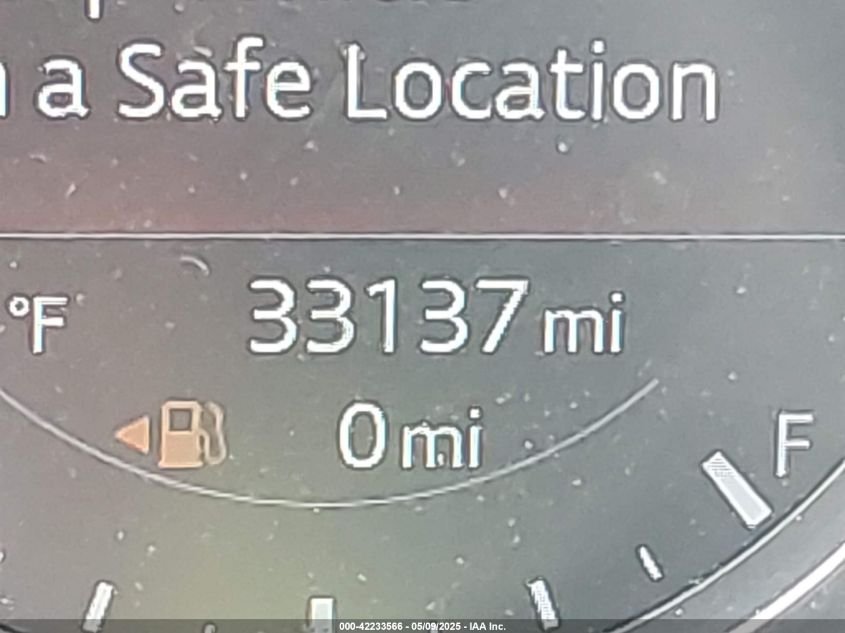 a Safe Location
°F
33137 mi
0 mi
F
000-42233566 - 05/09/2025 - IAA Inc.